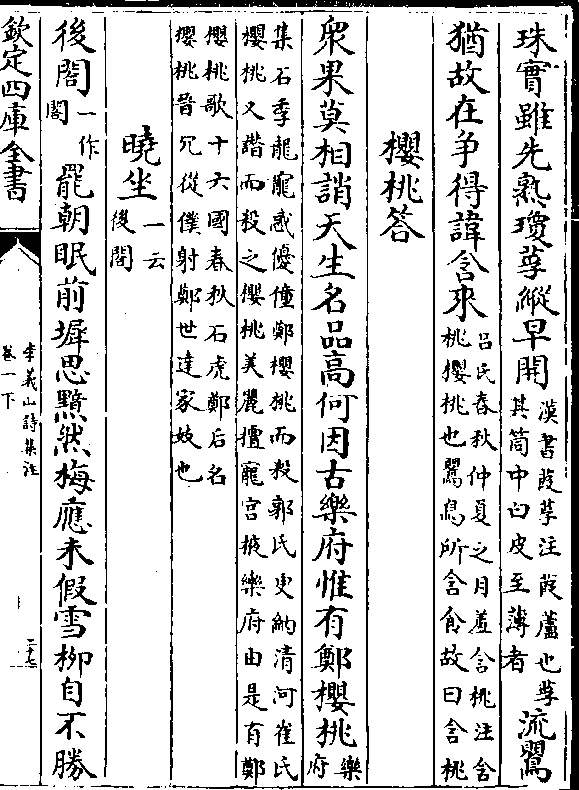 珠實雖先熟瓊莩縱早開漢書葭莩注葭蘆也莩其筩中白皮至薄者流鶯
猶故在争得諱含來吕氏春秋仲夏之月羞含桃注含桃櫻桃也鶯鳥所含食故曰含桃
櫻桃答
衆果莫相誚天生名品高何因古樂府惟有鄭櫻桃樂府
集石季龍寵惑優僮鄭櫻桃而殺郭氏更納清河崔氏
櫻桃又譖而殺之櫻桃美麗擅寵宫掖樂府由是有鄭
櫻桃歌十六國春秋石虎鄭后名
櫻桃晉冗從僕射鄭世達家妓也
曉坐一云後閤
後閤一作閣罷朝眠前墀思黯然梅應未假雪柳自不勝
欽定四庫全書
李義山詩集注
卷一下
二十七